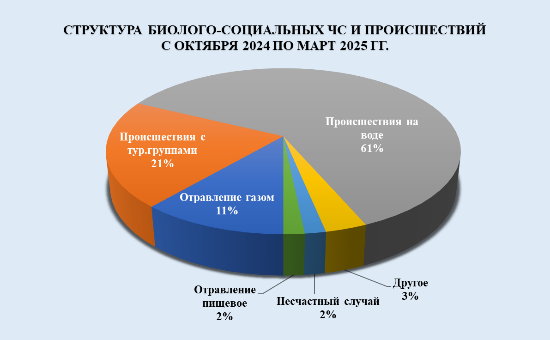 СТРУКТУРА БИОЛОГО-СОЦИАЛЬНЫХ ЧС И ПРОИСШЕСТВИЙ
С ОКТЯБРЯ 2024 ПО МАРТ 2025 ГГ.
Происшествия на
воде
61%
Происшествия с
тур.группами
21%
Отравление газом
11%
Отравление
пищевое
2%
Несчастный случай
2%
Другое
3%